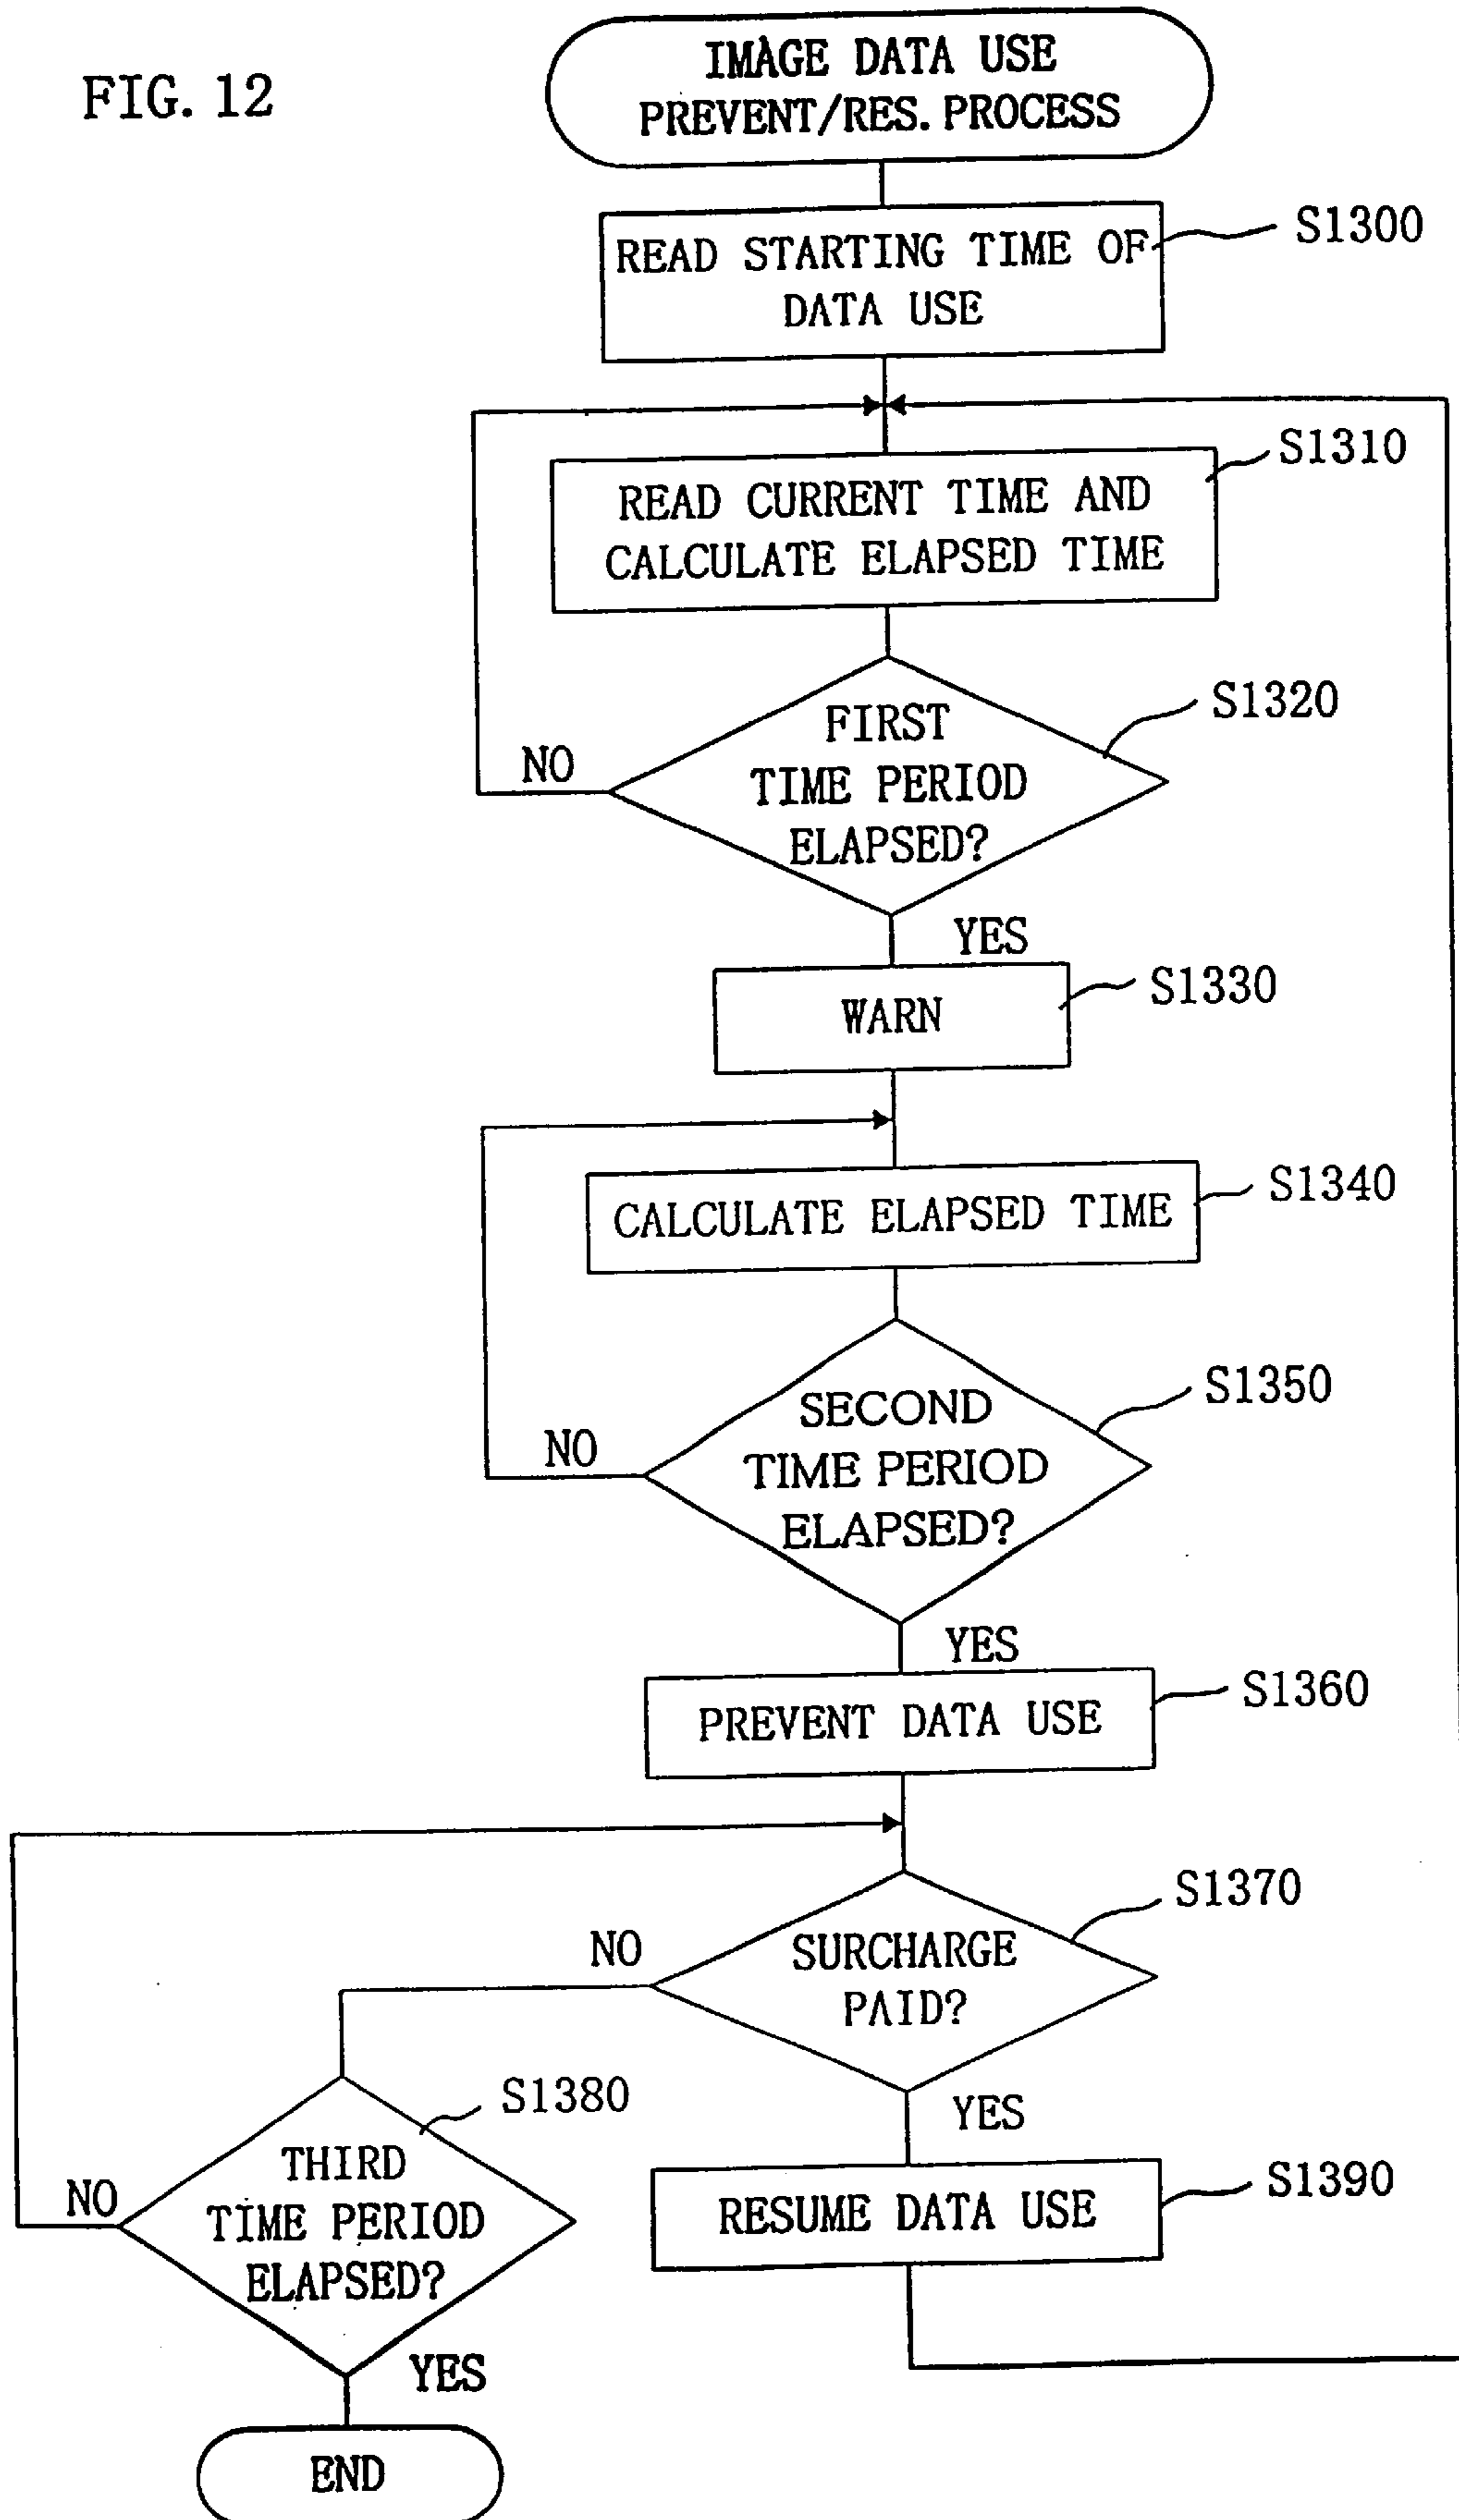 FIG. 12
IMAGE DATA USE
PREVENT/RES. PROCESS
READ STARTING TIME OF
DATA USE
S1300
READ CURRENT TIME AND
CALCULATE ELAPSED TIME
S1310
FIRST
TIME PERIOD
ELAPSED?
S1320
NO
YES
WARN
S1330
CALCULATE ELAPSED TIME
S1340
SECOND
TIME PERIOD
ELAPSED?
S1350
NO
YES
PREVENT DATA USE
S1360
SURCHARGE
PAID?
S1370
NO
YES
THIRD
TIME PERIOD
ELAPSED?
S1380
NO
YES
RESUME DATA USE
S1390
END